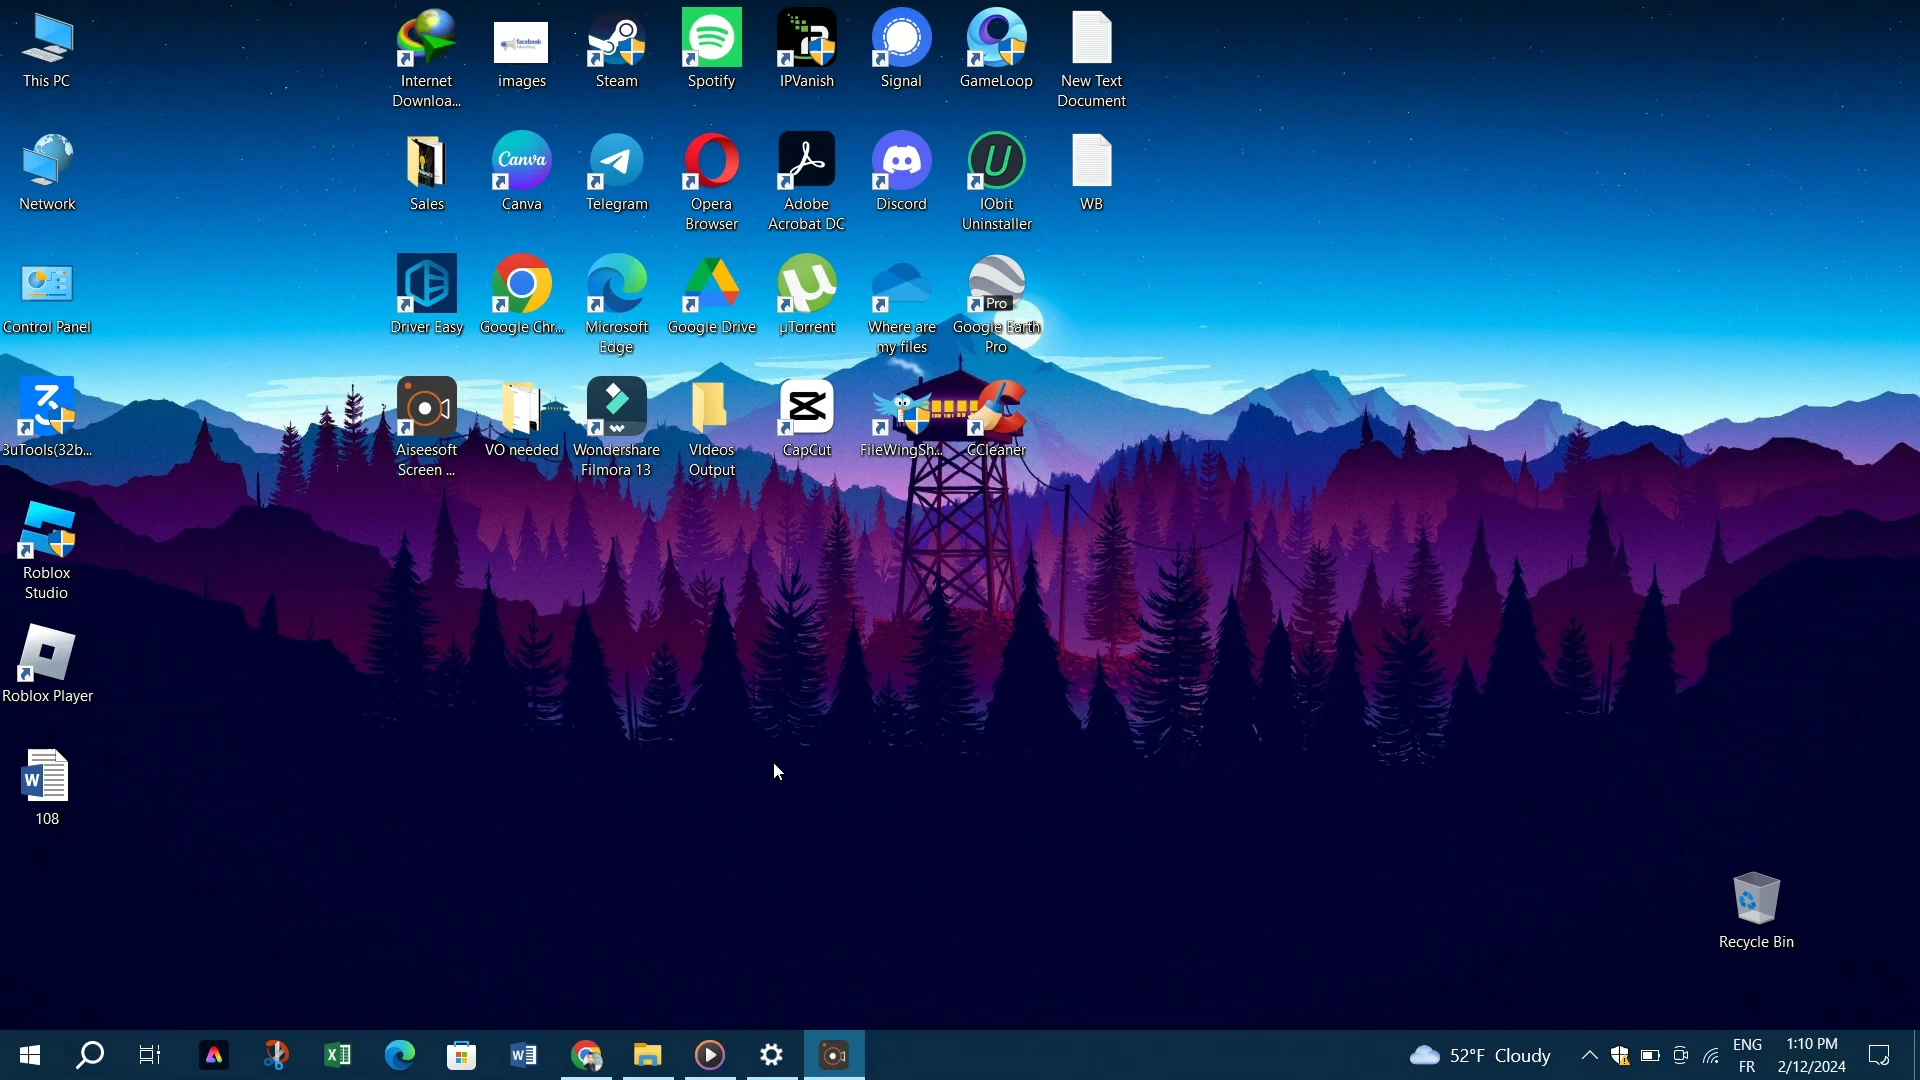 This PC
Internet
Downloa...
facebook
images
Steam
Spotify
IPVanish
Signal
GameLoop
New Text
Document
Network
Sales
Canva
Canva
Telegram
Opera
Browser
Adobe
Acrobat DC
Discord
IObit
Uninstaller
WB
Control Panel
Driver Easy
Google Chr...
Microsoft
Edge
Google Drive
µTorrent
Where are
my files
Pro
Google Earth
Pro
3uTools(32b...
Aiseesoft
Screen ...
VO needed
Wondershare
Filmora 13
VIdeos
Output
CapCut
FileWingSh...
CCleaner
Roblox
Studio
Roblox Player
W
108
Recycle Bin
52°F Cloudy
ENG
FR
1:10 PM
2/12/2024